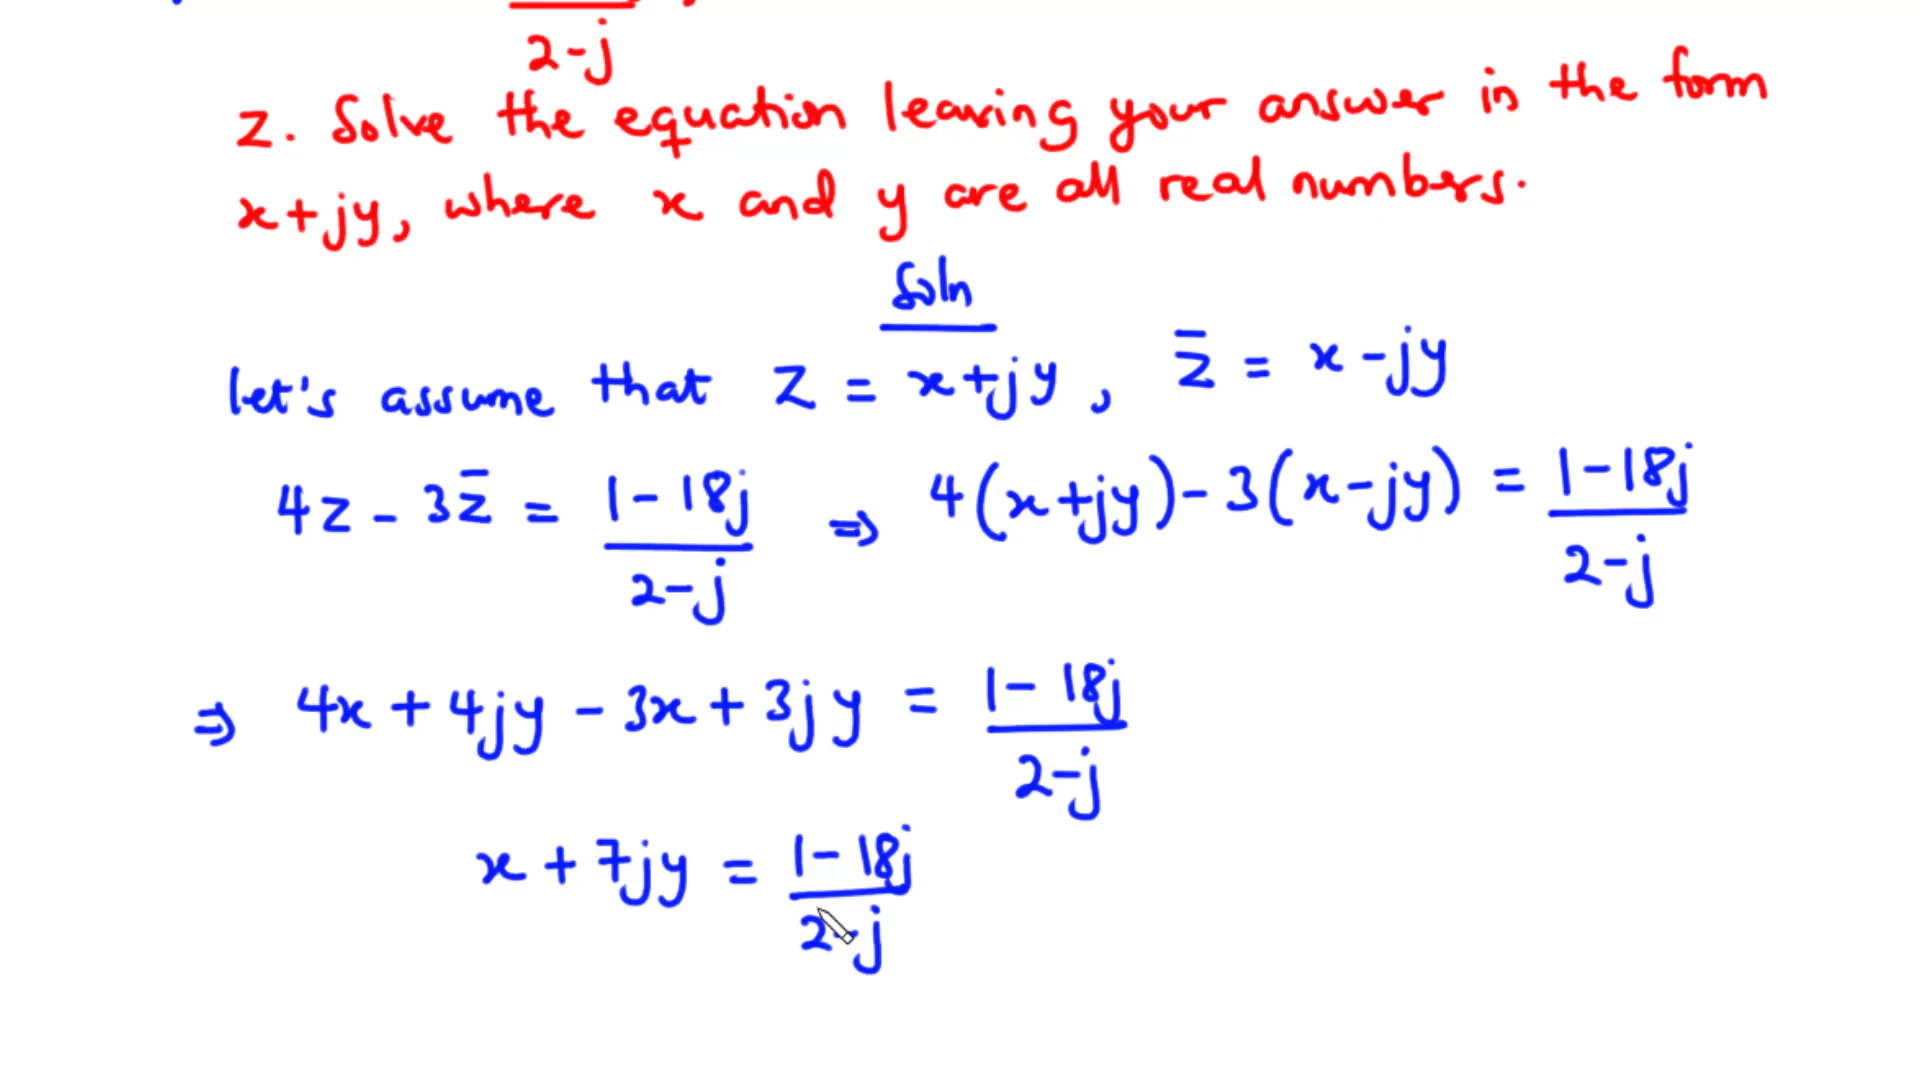 2-j
z. Solve the equation leaving your answer in the form
x+jy, where x and y are all real numbers.
Soln
let's assume that z = x+jy, z̄ = x-jy
4z - 3z̄ = (1-18j)/(2-j) ⇒ 4(x+jy)-3(x-jy) = (1-18j)/(2-j)
⇒ 4x + 4jy - 3x + 3jy = (1-18j)/(2-j)
x + 7jy = (1-18j)/(2-j)